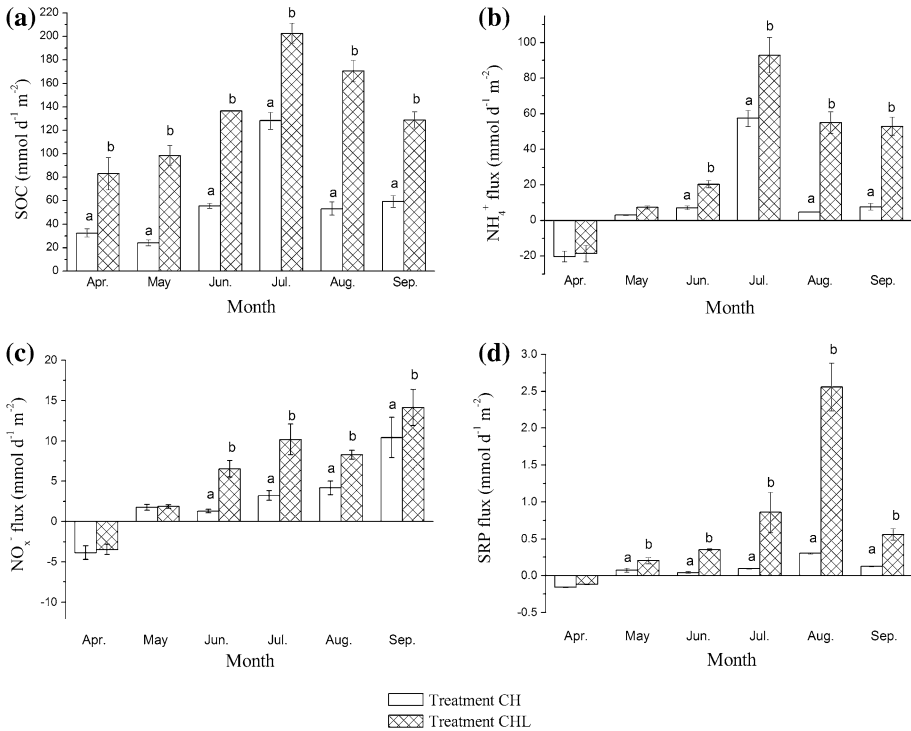 (a)
SOC (mmol d⁻¹ m⁻²)
220
200
180
160
140
120
100
80
60
40
20
0
a b a b a b a b a b a b
Apr. May Jun. Jul. Aug. Sep.
Month
(b)
NH₄⁺ flux (mmol d⁻¹ m⁻²)
100
80
60
40
20
0
-20
a b a b a b a b
Apr. May Jun. Jul. Aug. Sep.
Month
(c)
NOₓ⁻ flux (mmol d⁻¹ m⁻²)
20
15
10
5
0
-5
-10
a b a b a b a b
Apr. May Jun. Jul. Aug. Sep.
Month
(d)
SRP flux (mmol d⁻¹ m⁻²)
3.0
2.5
2.0
1.5
1.0
0.5
0.0
-0.5
a b a b a b a b a b
Apr. May Jun. Jul. Aug. Sep.
Month
Treatment CH
Treatment CHL